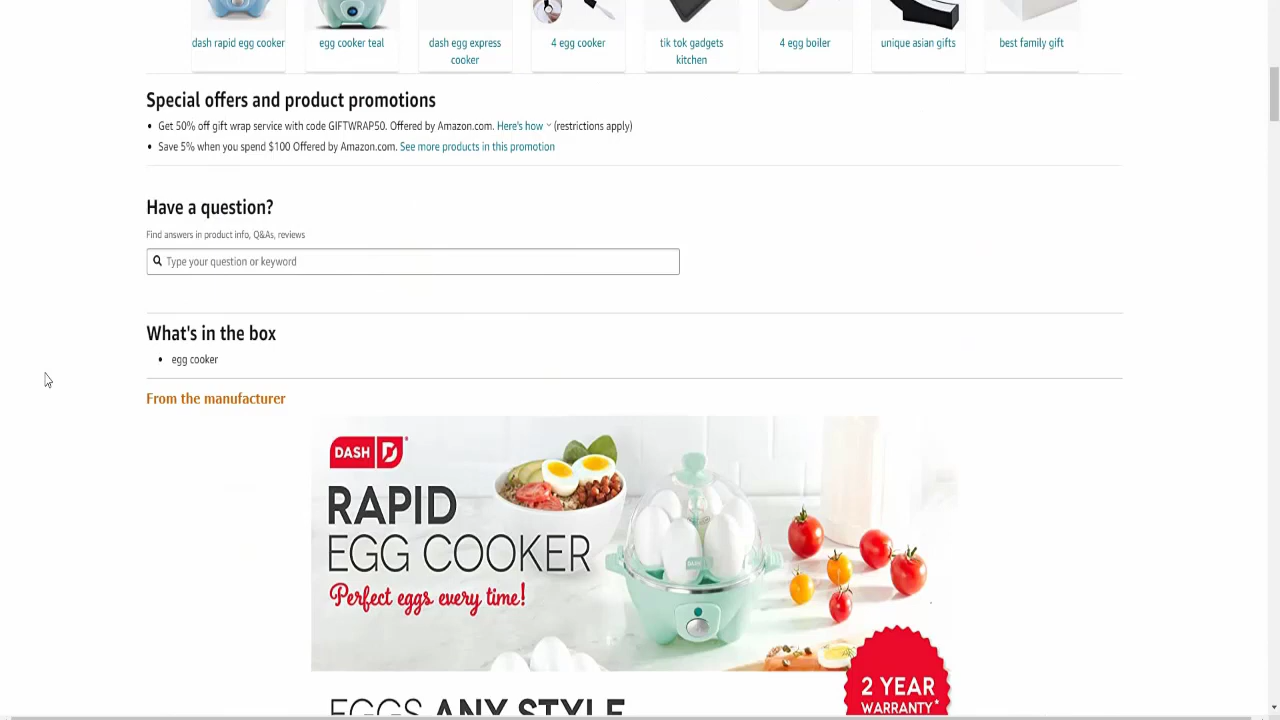 dash rapid egg cooker
egg cooker teal
dash egg express
cooker
4 egg cooker
tik tok gadgets
kitchen
4 egg boiler
unique asian gifts
best family gift
Special offers and product promotions
• Get 50% off gift wrap service with code GIFTWRAP50. Offered by Amazon.com. Here's how (restrictions apply)
• Save 5% when you spend $100 Offered by Amazon.com. See more products in this promotion
Have a question?
Find answers in product info, Q&As, reviews
Type your question or keyword
What's in the box
• egg cooker
From the manufacturer
DASH D
RAPID
EGG COOKER
Perfect eggs every time!
DASH
2 YEAR
WARRANTY*
EGGS ANY STYLE